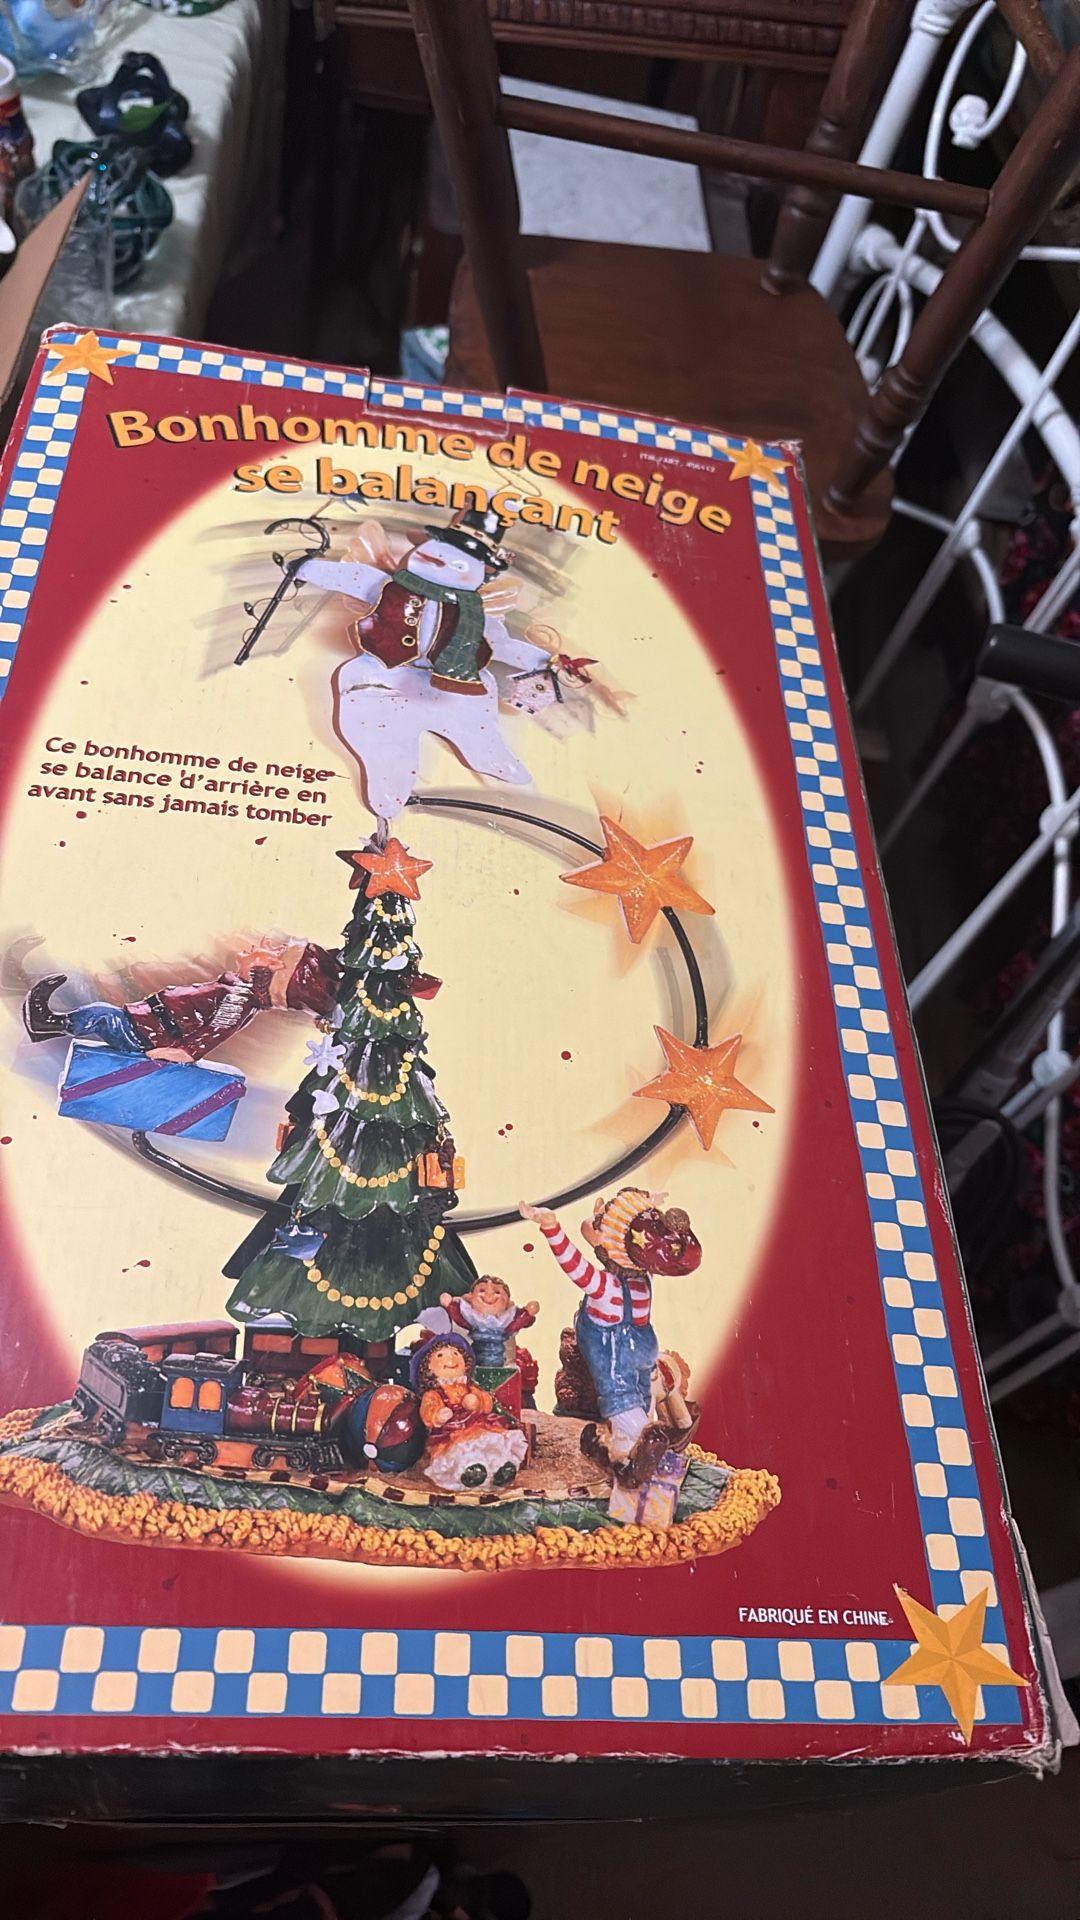 Bonhomme de neige
se balançant
Ce bonhomme de neige
se balance d'arrière en
avant sans jamais tomber
FABRIQUÉ EN CHINE